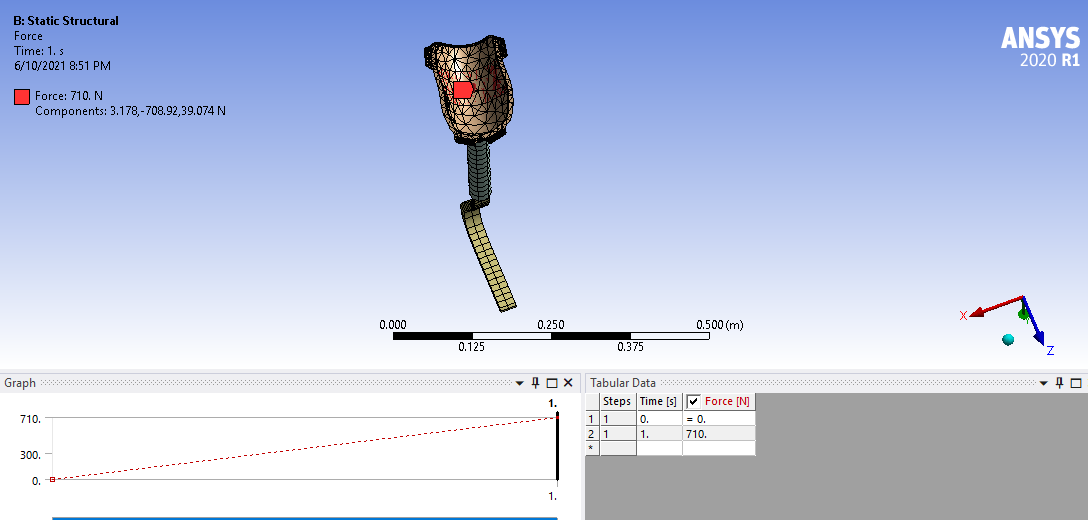 B: Static Structural
Force
Time: 1. s
6/10/2021 8:51 PM
Force: 710. N
Components: 3.178,-708.92,39.074 N
ANSYS
2020 R1
0.000 0.250 0.500 (m)
0.125 0.375
X
Z
Graph
1.
710.
300.
0.
1.
Tabular Data
Steps Time [s] Force [N]
1 1 0. = 0.
2 1 1. 710.
*